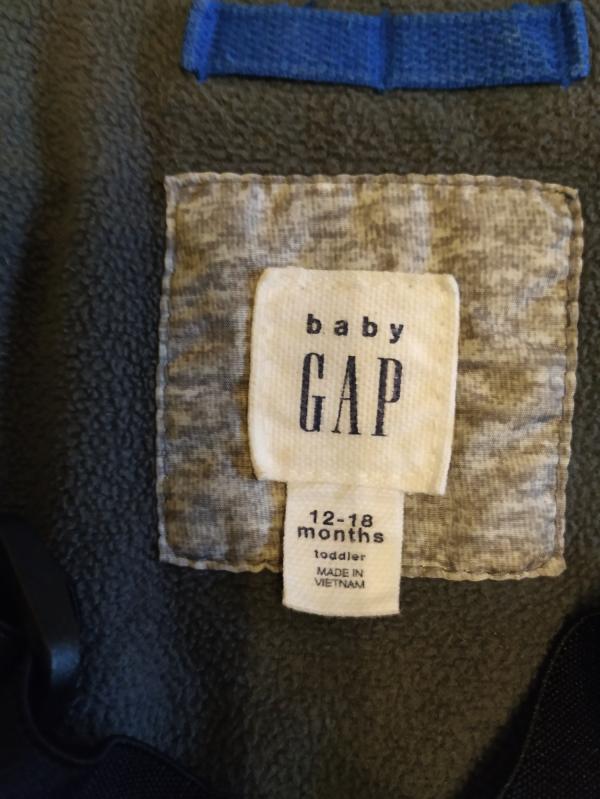 baby
GAP
12-18
months
toddler
MADE IN
VIETNAM